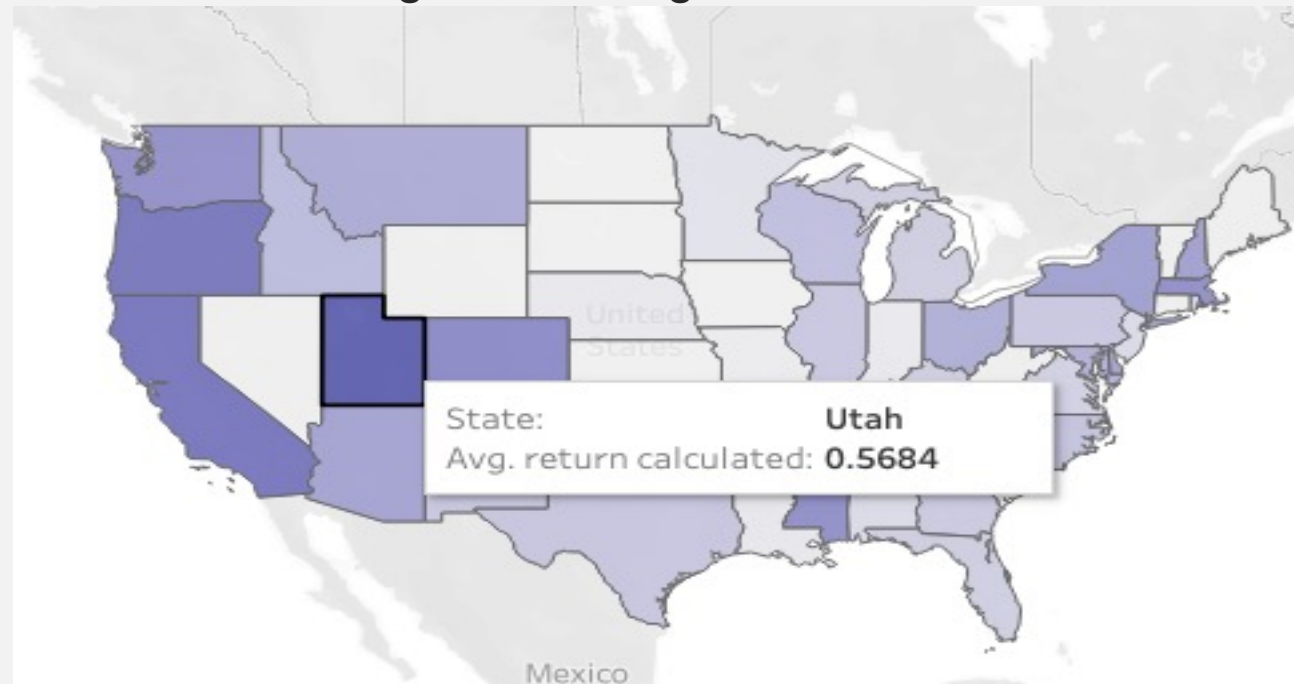 United
States
State: Utah
Avg. return calculated: 0.5684
Mexico